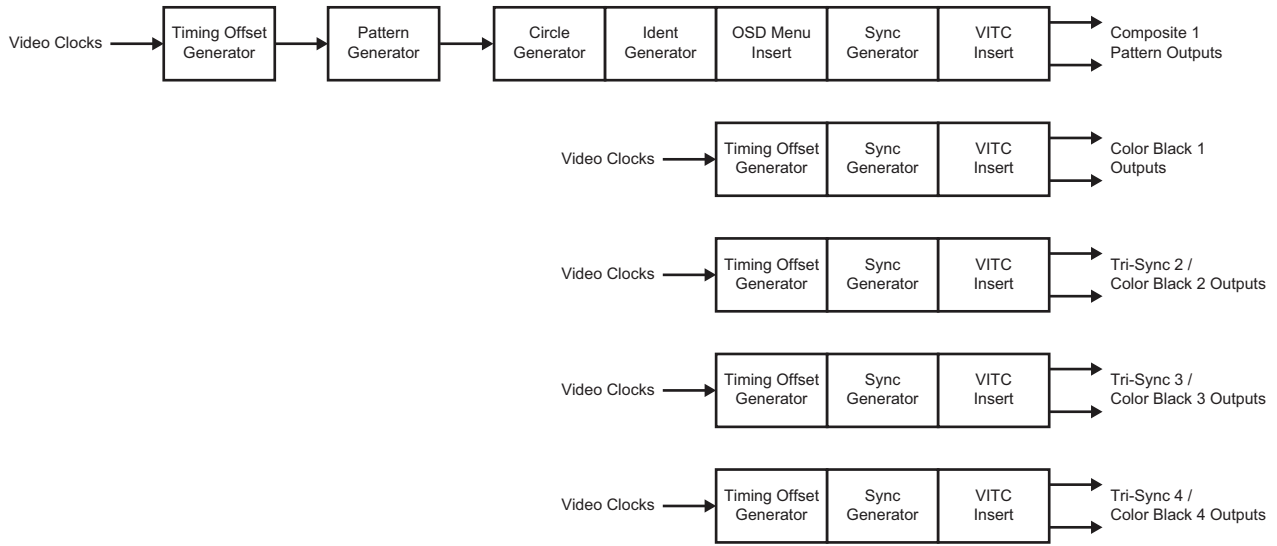 Video Clocks
Timing Offset
Generator
Pattern
Generator
Circle
Generator
Ident
Generator
OSD Menu
Insert
Sync
Generator
VITC
Insert
Composite 1
Pattern Outputs
Video Clocks
Timing Offset
Generator
Sync
Generator
VITC
Insert
Color Black 1
Outputs
Video Clocks
Timing Offset
Generator
Sync
Generator
VITC
Insert
Tri-Sync 2 /
Color Black 2 Outputs
Video Clocks
Timing Offset
Generator
Sync
Generator
VITC
Insert
Tri-Sync 3 /
Color Black 3 Outputs
Video Clocks
Timing Offset
Generator
Sync
Generator
VITC
Insert
Tri-Sync 4 /
Color Black 4 Outputs